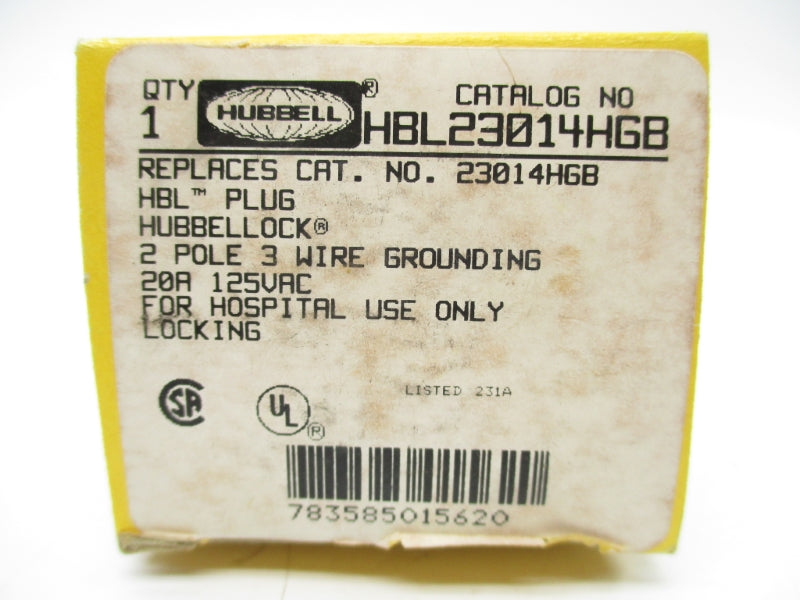 QTY
1
HUBBELL®
CATALOG NO
HBL23014HGB
REPLACES CAT. NO. 23014HGB
HBL™ PLUG
HUBBELLOCK®
2 POLE 3 WIRE GROUNDING
20A 125VAC
FOR HOSPITAL USE ONLY
LOCKING
LISTED 231A
SA
UL®
783585015620